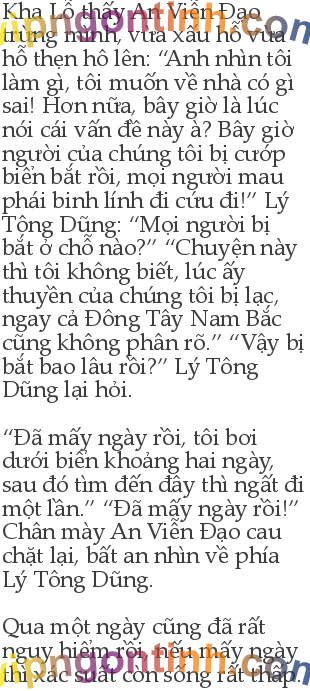 Kha Lỗ thấy An Viễn Đạo
trừng mình, vừa xấu hổ vừa
hổ thẹn hô lên: “Anh nhìn tôi
làm gì, tôi muốn về nhà có gì
sai! Hơn nữa, bây giờ là lúc
nói cái vấn đề này à? Bây giờ
người của chúng tôi bị cướp
biển bắt rồi, mọi người mau
phái binh lính đi cứu đi!” Lý
Tông Dũng: “Mọi người bị
bắt ở chỗ nào?” “Chuyện này
thì tôi không biết, lúc ấy
thuyền của chúng tôi bị lạc,
ngay cả Đông Tây Nam Bắc
cũng không phân rõ.” “Vậy bị
bắt bao lâu rồi?” Lý Tông
Dũng lại hỏi.
“Đã mấy ngày rồi, tôi bơi
dưới biển khoảng hai ngày,
sau đó tìm đến đây thì ngất đi
một lần.” “Đã mấy ngày rồi!”
Chân mày An Viễn Đạo cau
chặt lại, bất an nhìn về phía
Lý Tông Dũng.
Qua một ngày cũng đã rất
nguy hiểm rồi, nếu mấy ngày
thì xác suất còn sống rất thấp.